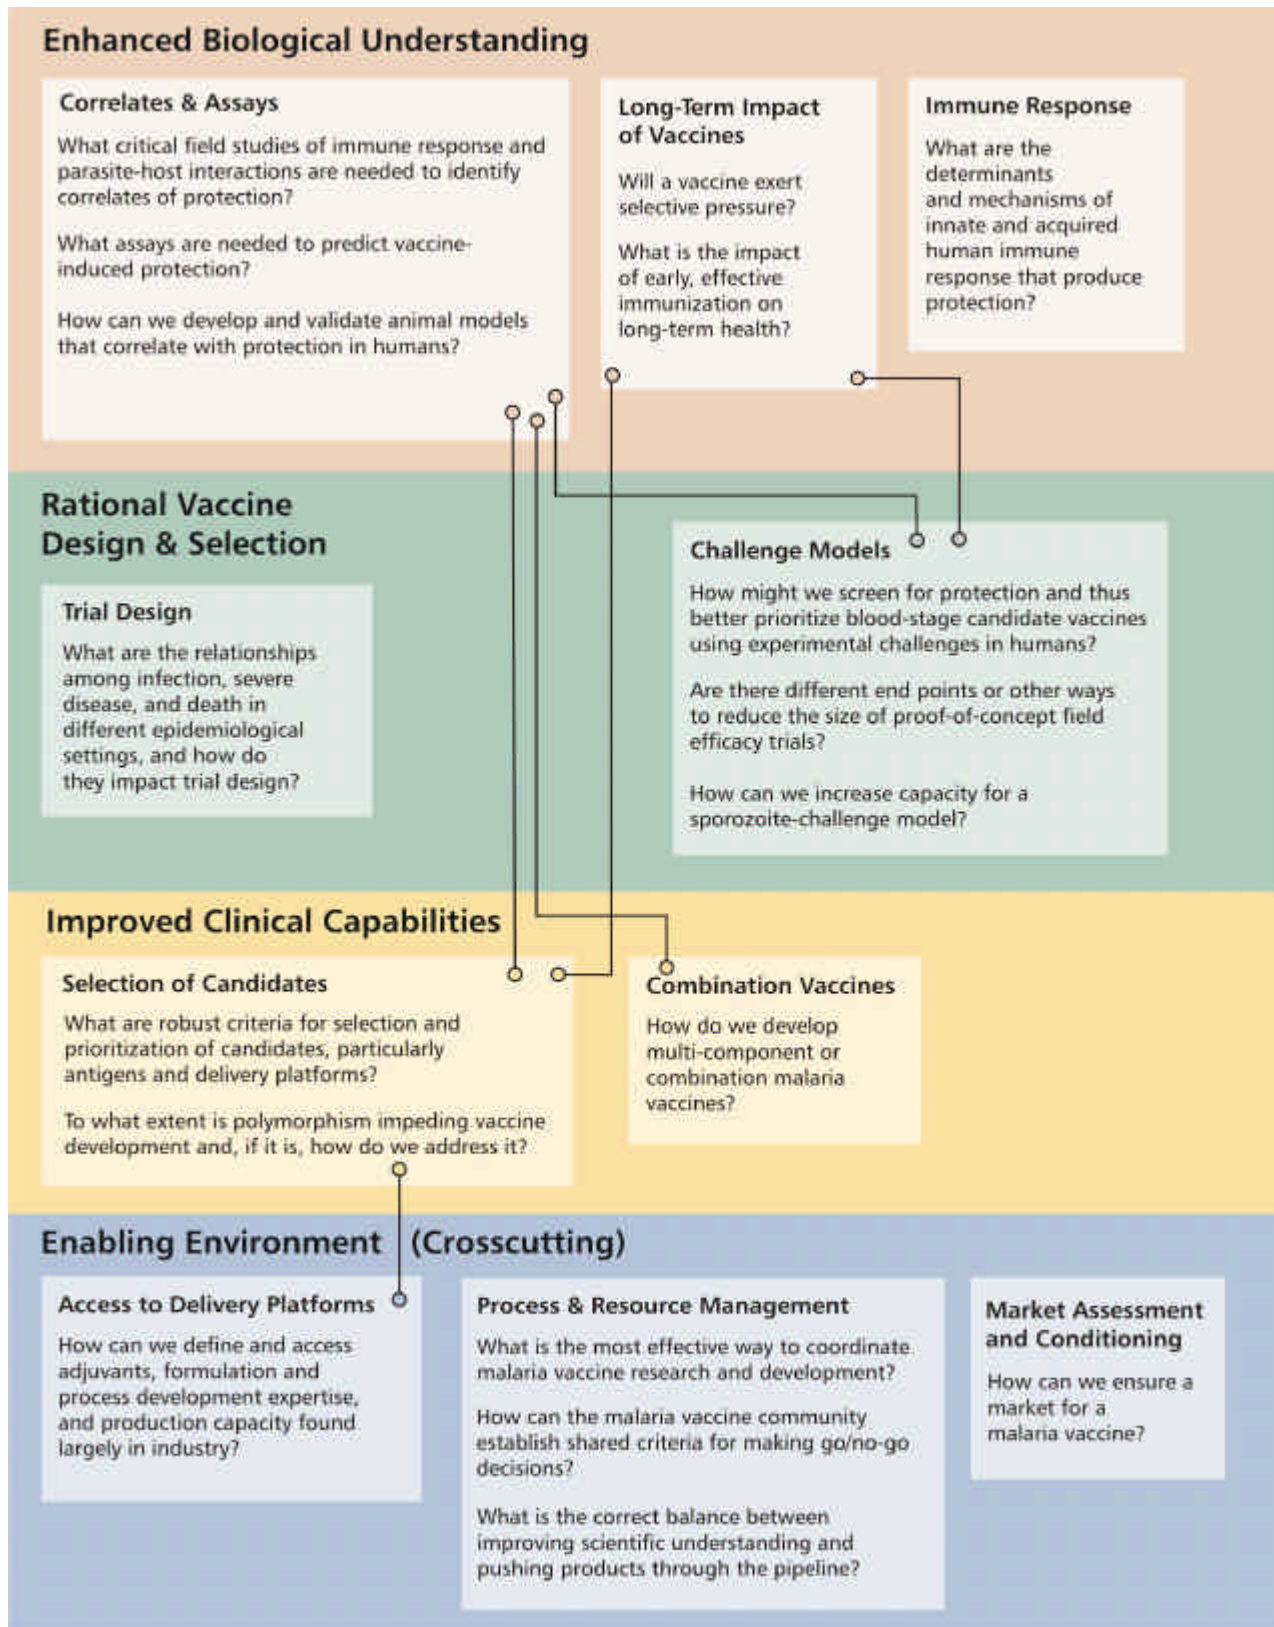 Enhanced Biological Understanding
Correlates & Assays
What critical field studies of immune response and
parasite-host interactions are needed to identify
correlates of protection?
What assays are needed to predict vaccine-
induced protection?
How can we develop and validate animal models
that correlate with protection in humans?
Long-Term Impact
of Vaccines
Will a vaccine exert
selective pressure?
What is the impact
of early, effective
immunization on
long-term health?
Immune Response
What are the
determinants
and mechanisms of
innate and acquired
human immune
response that produce
protection?
Rational Vaccine
Design & Selection
Trial Design
What are the relationships
among infection, severe
disease, and death in
different epidemiological
settings, and how do
they impact trial design?
Challenge Models
How might we screen for protection and thus
better prioritize blood-stage candidate vaccines
using experimental challenges in humans?
Are there different end points or other ways
to reduce the size of proof-of-concept field
efficacy trials?
How can we increase capacity for a
sporozoite-challenge model?
Improved Clinical Capabilities
Selection of Candidates
What are robust criteria for selection and
prioritization of candidates, particularly
antigens and delivery platforms?
To what extent is polymorphism impeding vaccine
development and, if it is, how do we address it?
Combination Vaccines
How do we develop
multi-component or
combination malaria
vaccines?
Enabling Environment (Crosscutting)
Access to Delivery Platforms
How can we define and access
adjuvants, formulation and
process development expertise,
and production capacity found
largely in industry?
Process & Resource Management
What is the most effective way to coordinate
malaria vaccine research and development?
How can the malaria vaccine community
establish shared criteria for making go/no-go
decisions?
What is the correct balance between
improving scientific understanding and
pushing products through the pipeline?
Market Assessment
and Conditioning
How can we ensure a
market for a
malaria vaccine?